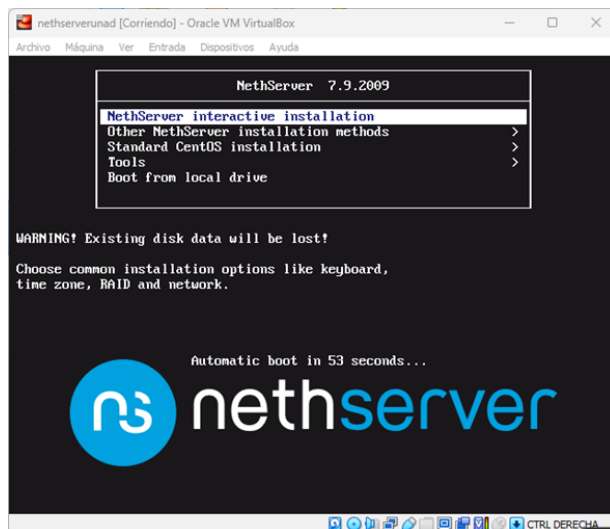 nethserverunad [Corriendo] - Oracle VM VirtualBox
Archivo Máquina Ver Entrada Dispositivos Ayuda
NethServer 7.9.2009
NethServer interactive installation
Other NethServer installation methods >
Standard CentOS installation >
Tools >
Boot from local drive
WARNING! Existing disk data will be lost!
Choose common installation options like keyboard,
time zone, RAID and network.
Automatic boot in 53 seconds...
ns nethserver
CTRL DERECHA